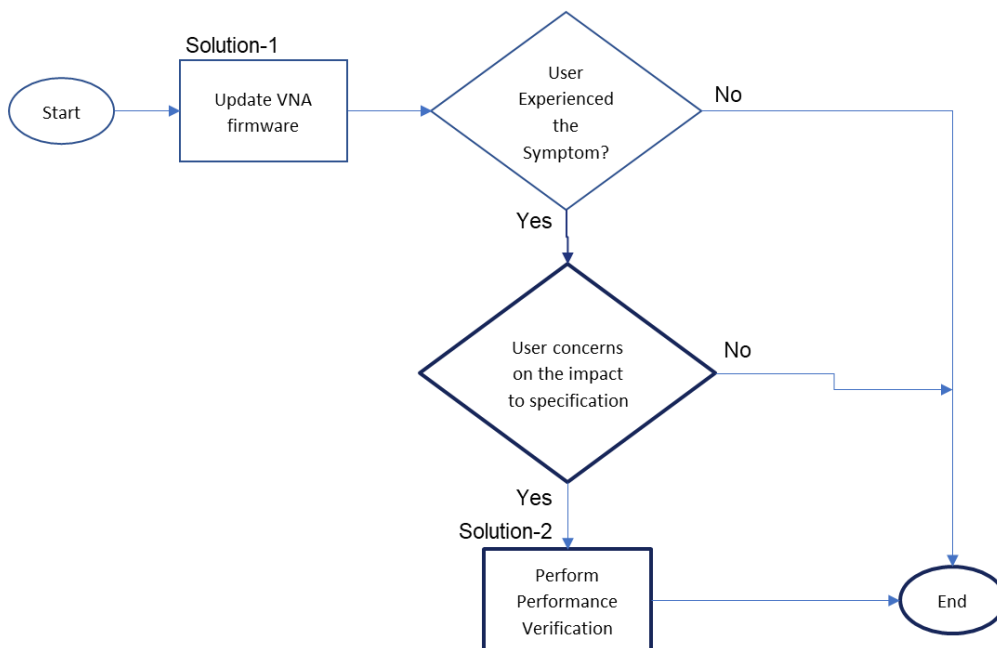 Solution-1
Start
Update VNA
firmware
User
Experienced
the
Symptom?
No
Yes
User concerns
on the impact
to specification
No
Yes
Solution-2
Perform
Performance
Verification
End